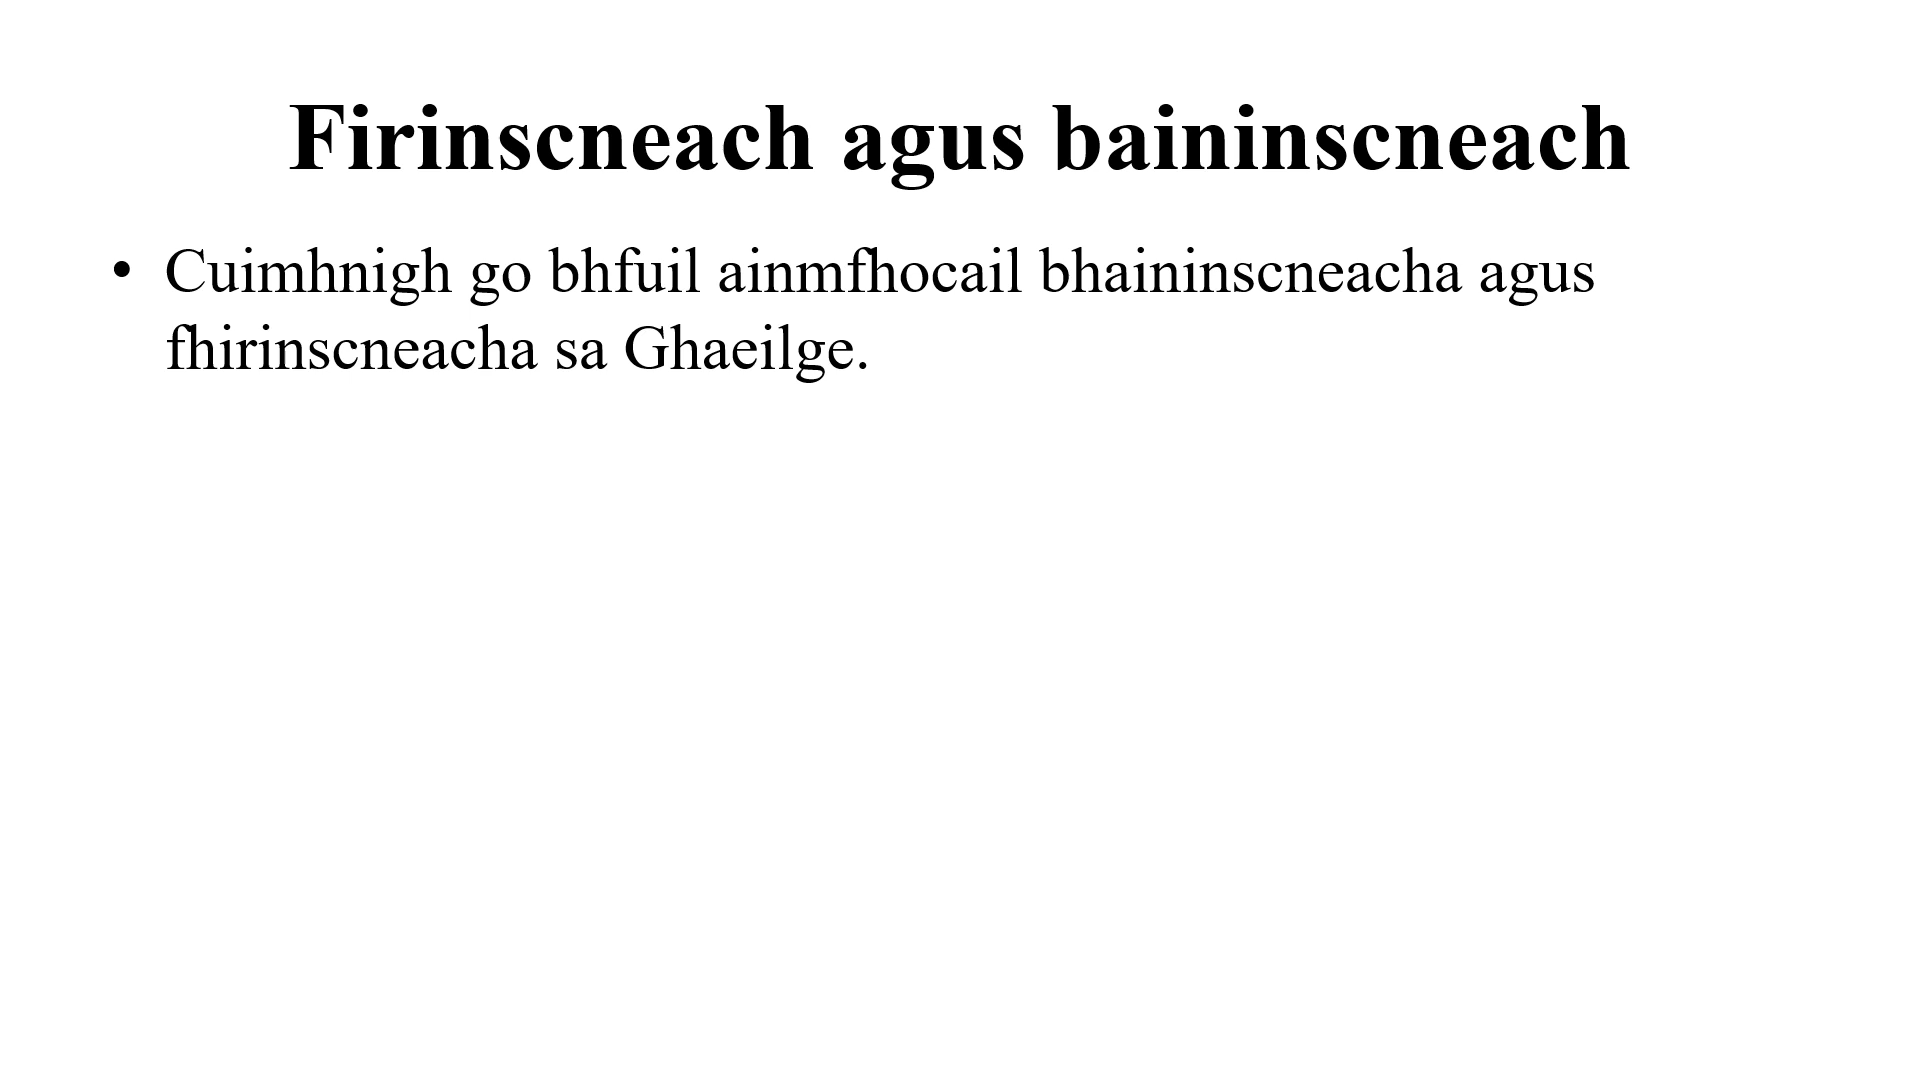 Firinscneach agus baininscneach
• Cuimhnigh go bhfuil ainmfhocail bhaininscneacha agus
fhirinscneacha sa Ghaeilge.